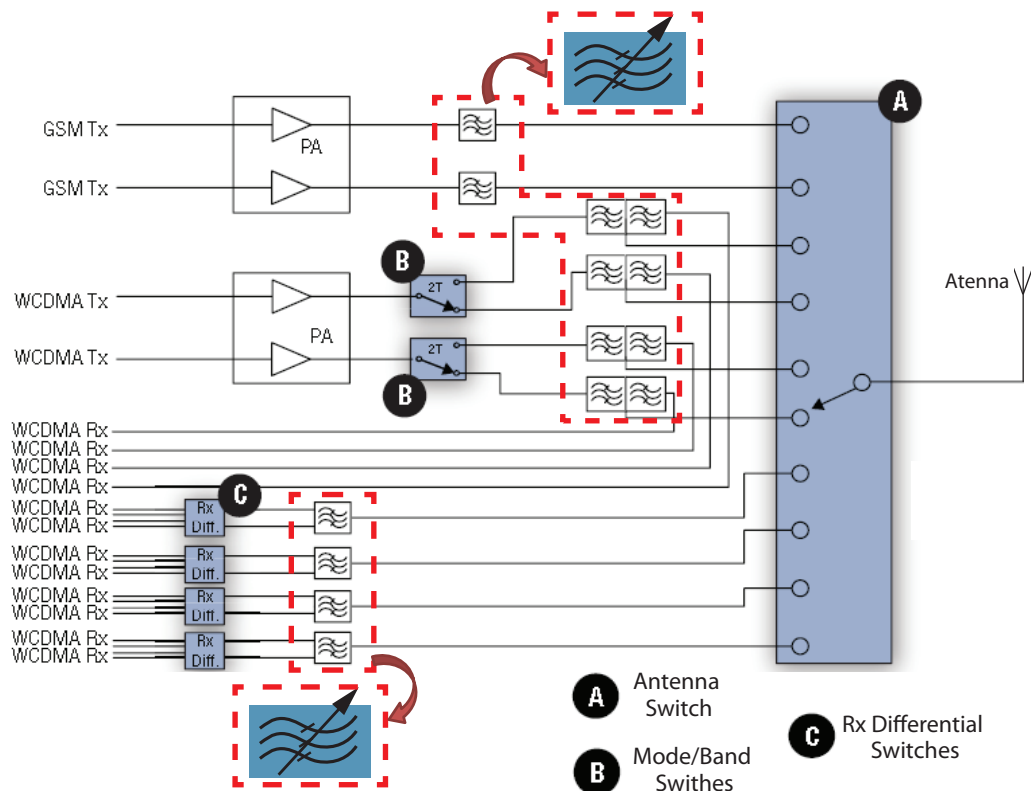 A
GSM Tx
PA
GSM Tx
B
2T
WCDMA Tx
PA
Atenna
2T
WCDMA Tx
B
WCDMA Rx
WCDMA Rx
WCDMA Rx
WCDMA Rx
C
WCDMA Rx
Rx
WCDMA Rx
Diff.
WCDMA Rx
Rx
WCDMA Rx
Diff.
WCDMA Rx
Rx
WCDMA Rx
Diff.
WCDMA Rx
Rx
WCDMA Rx
Diff.
A
Antenna
Switch
B
Mode/Band
Swithes
C
Rx Differential
Switches